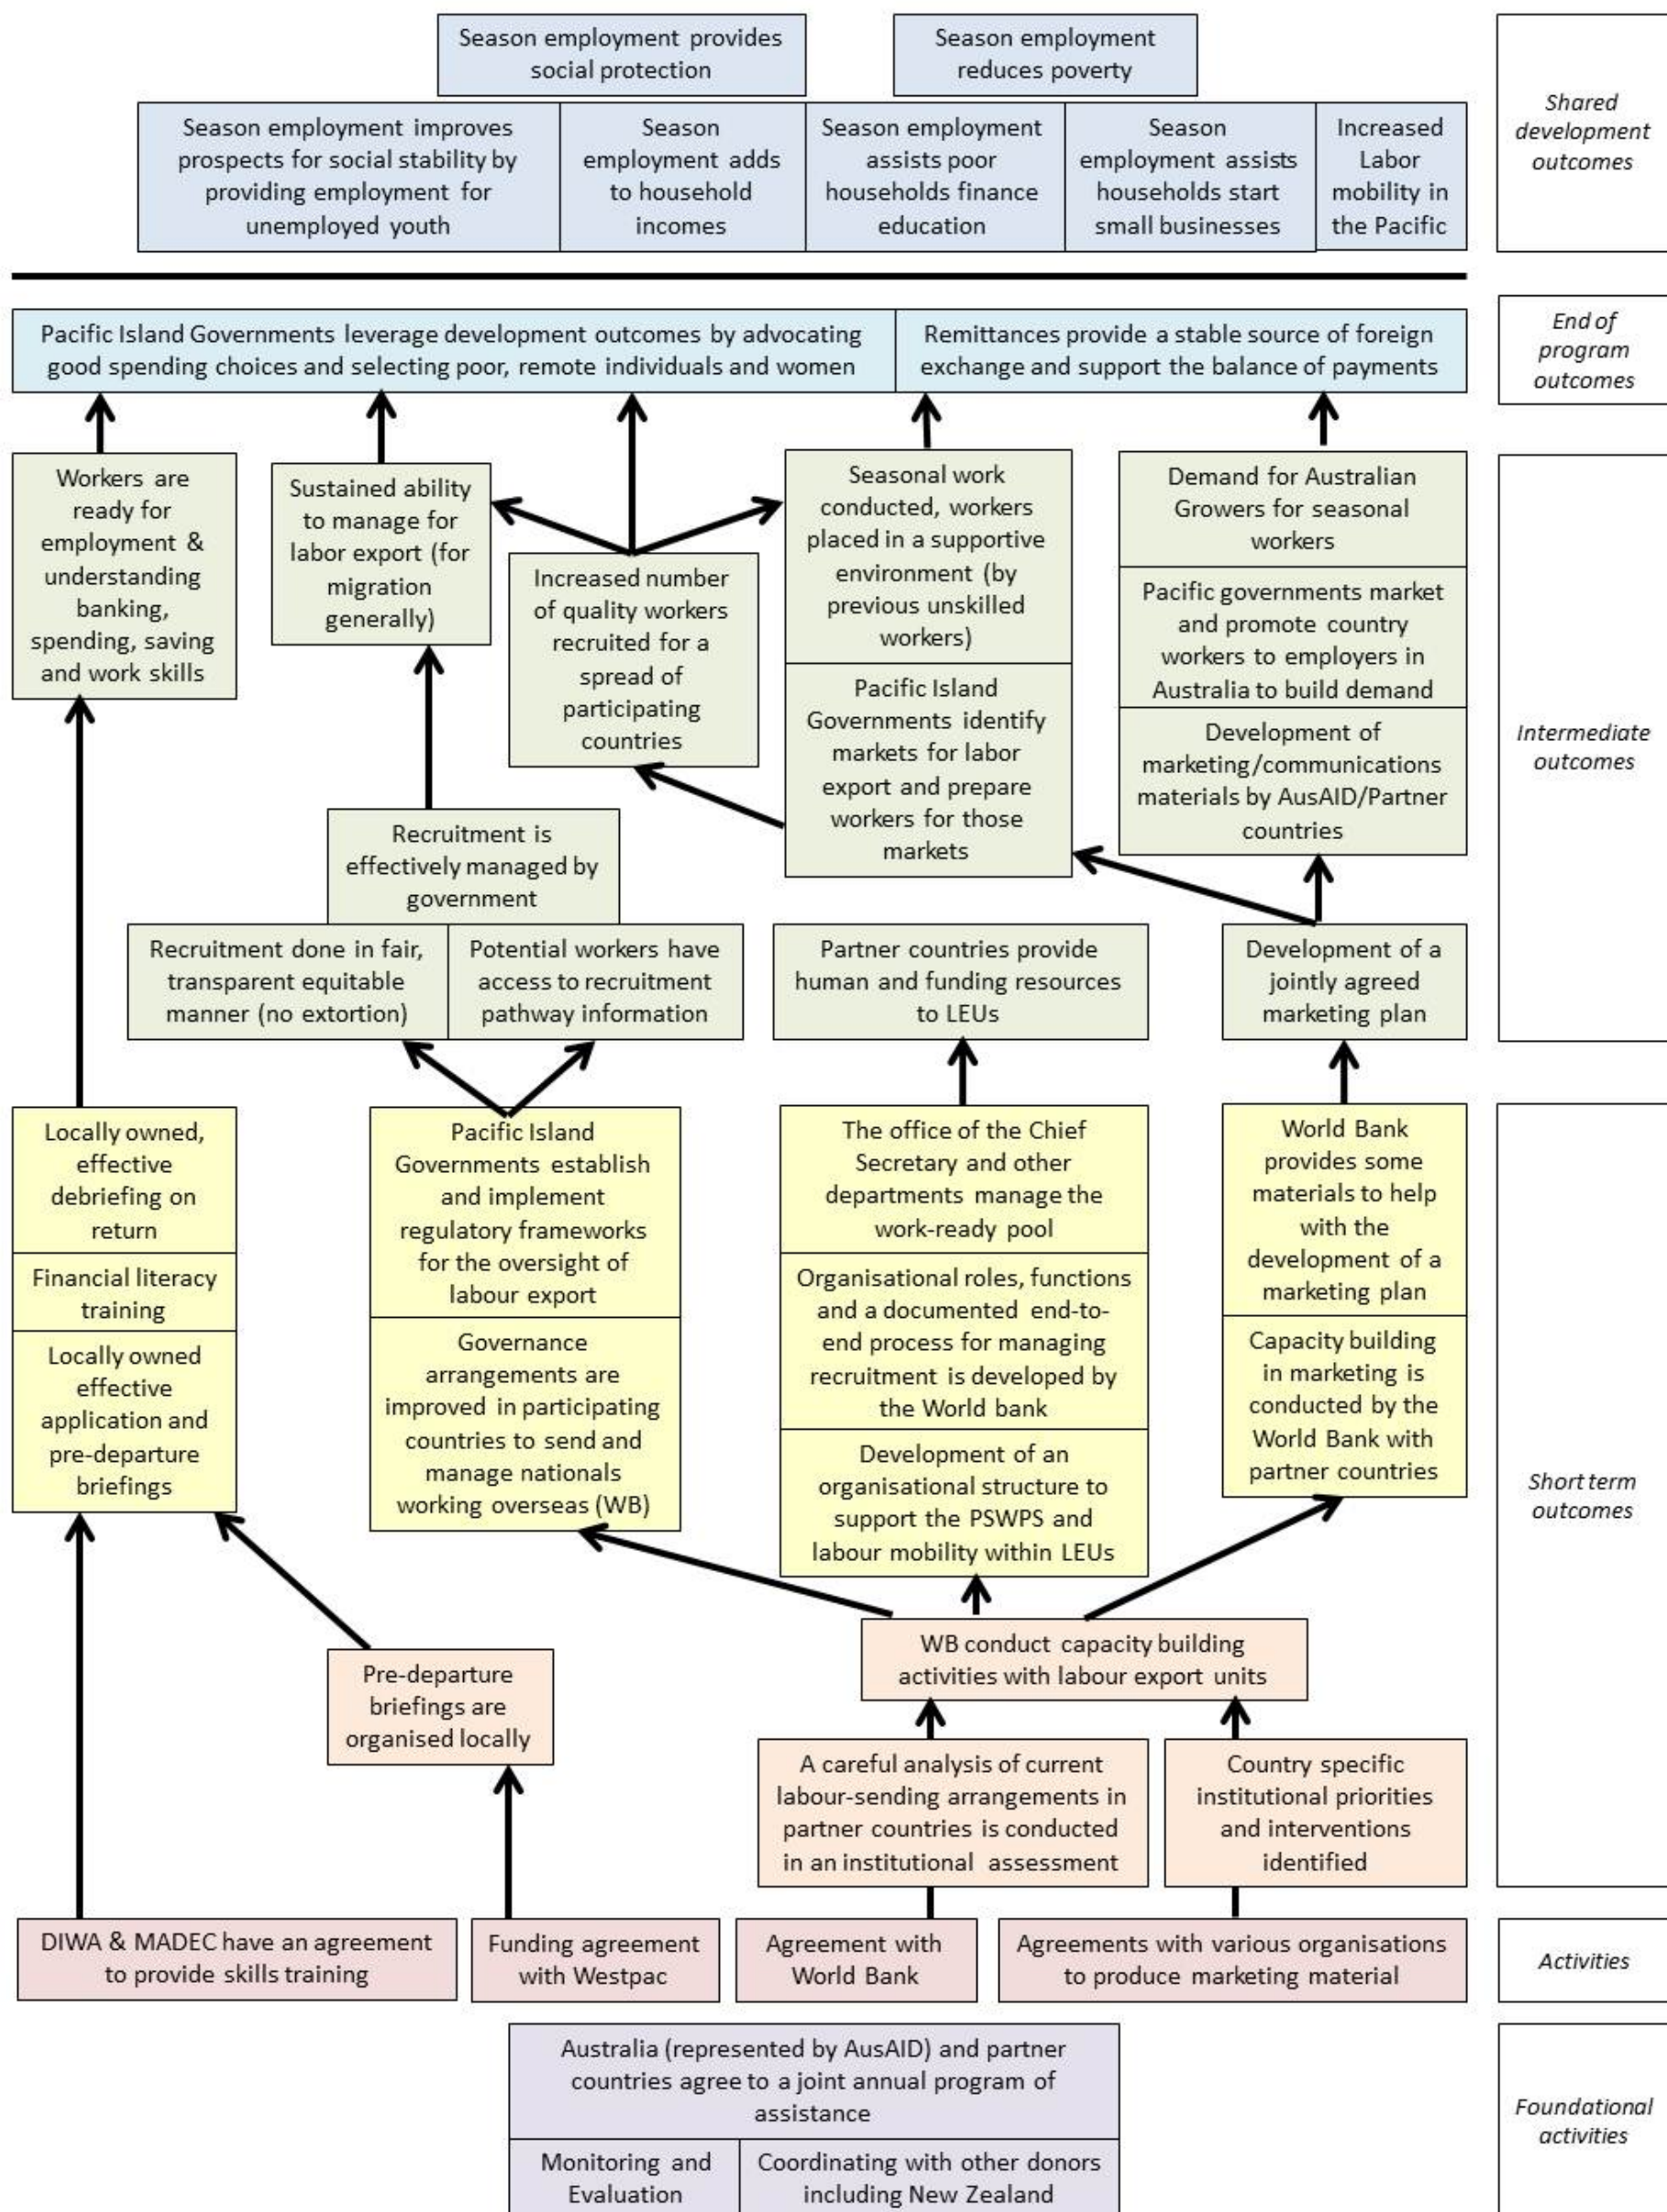 Season employment provides
social protection
Season employment
reduces poverty
Shared
development
outcomes
Season employment improves
prospects for social stability by
providing employment for
unemployed youth
Season
employment adds
to household
incomes
Season employment
assists poor
households finance
education
Season
employment assists
households start
small businesses
Increased
Labor
mobility in
the Pacific
Pacific Island Governments leverage development outcomes by advocating
good spending choices and selecting poor, remote individuals and women
Remittances provide a stable source of foreign
exchange and support the balance of payments
End of
program
outcomes
Workers are
ready for
employment &
understanding
banking,
spending, saving
and work skills
Sustained ability
to manage for
labor export (for
migration
generally)
Increased number
of quality workers
recruited for a
spread of
participating
countries
Seasonal work
conducted, workers
placed in a supportive
environment (by
previous unskilled
workers)
Pacific Island
Governments identify
markets for labor
export and prepare
workers for those
markets
Demand for Australian
Growers for seasonal
workers
Pacific governments market
and promote country
workers to employers in
Australia to build demand
Development of
marketing/communications
materials by AusAID/Partner
countries
Intermediate
outcomes
Recruitment is
effectively managed by
government
Recruitment done in fair,
transparent equitable
manner (no extortion)
Potential workers have
access to recruitment
pathway information
Partner countries provide
human and funding resources
to LEUs
Development of a
jointly agreed
marketing plan
Locally owned,
effective
debriefing on
return
Financial literacy
training
Locally owned
effective
application and
pre-departure
briefings
Pacific Island
Governments establish
and implement
regulatory frameworks
for the oversight of
labour export
Governance
arrangements are
improved in participating
countries to send and
manage nationals
working overseas (WB)
The office of the Chief
Secretary and other
departments manage the
work-ready pool
Organisational roles, functions
and a documented end-to-
end process for managing
recruitment is developed by
the World bank
Development of an
organisational structure to
support the PSWPS and
labour mobility within LEUs
World Bank
provides some
materials to help
with the
development of a
marketing plan
Capacity building
in marketing is
conducted by the
World Bank with
partner countries
Short term
outcomes
WB conduct capacity building
activities with labour export units
Pre-departure
briefings are
organised locally
A careful analysis of current
labour-sending arrangements in
partner countries is conducted
in an institutional assessment
Country specific
institutional priorities
and interventions
identified
DIWA & MADEC have an agreement
to provide skills training
Funding agreement
with Westpac
Agreement with
World Bank
Agreements with various organisations
to produce marketing material
Activities
Australia (represented by AusAID) and partner
countries agree to a joint annual program of
assistance
Monitoring and
Evaluation
Coordinating with other donors
including New Zealand
Foundational
activities